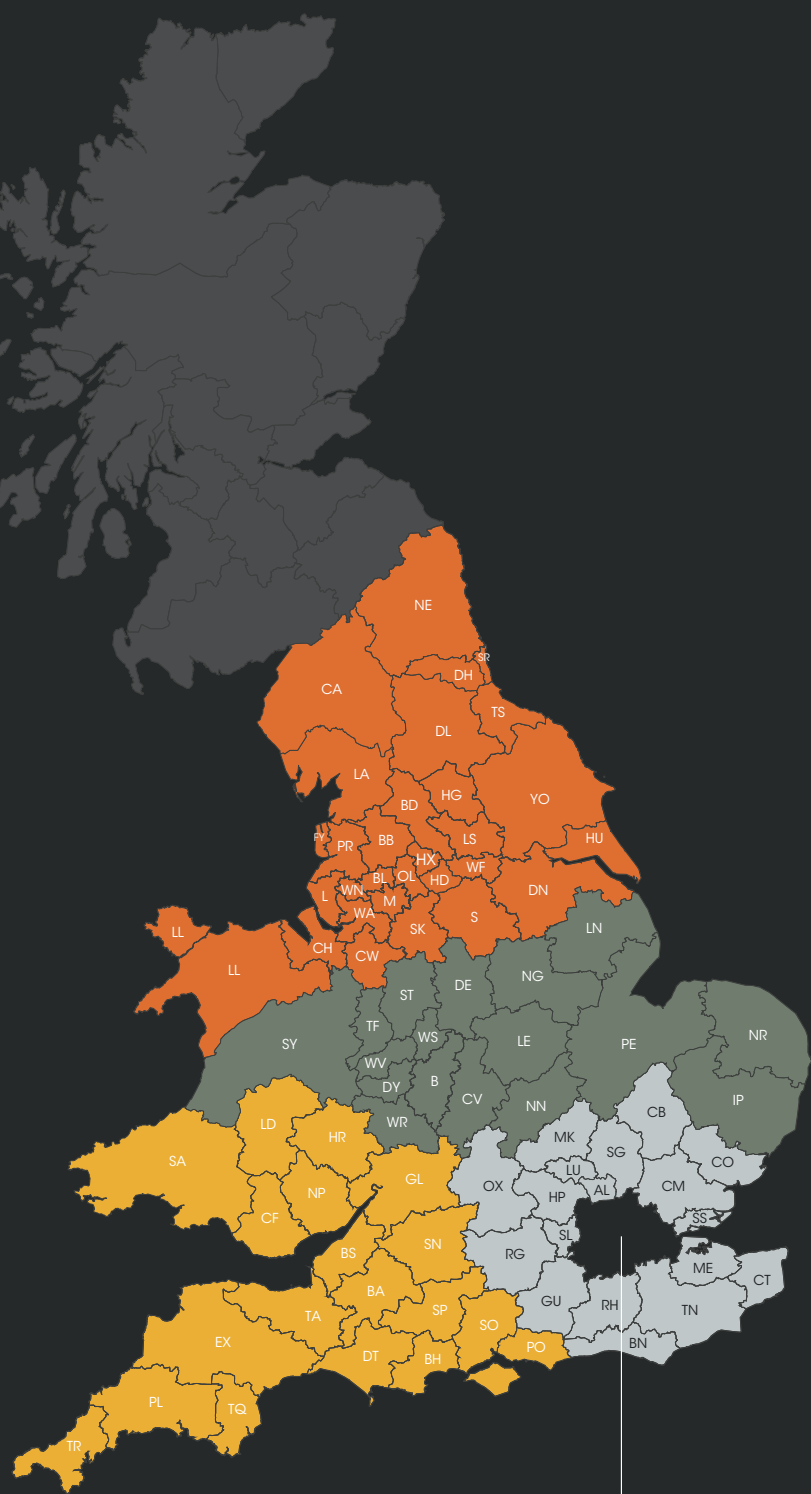 NE
SR
DH
CA
TS
DL
LA
HG
YO
BD
FY
PR
BB
LS
HU
HX
WF
BL
OL
HD
WN
L
M
DN
WA
S
SK
LL
LN
CH
CW
LL
NG
ST
DE
TF
WS
LE
PE
NR
SY
WV
DY
B
CV
NN
IP
WR
LD
HR
CB
MK
SG
SA
LU
CO
GL
OX
HP
AL
CM
NP
CF
SS
SL
BS
SN
RG
ME
CT
BA
GU
RH
TN
TA
SP
SO
EX
DT
BH
PO
BN
PL
TQ
TR